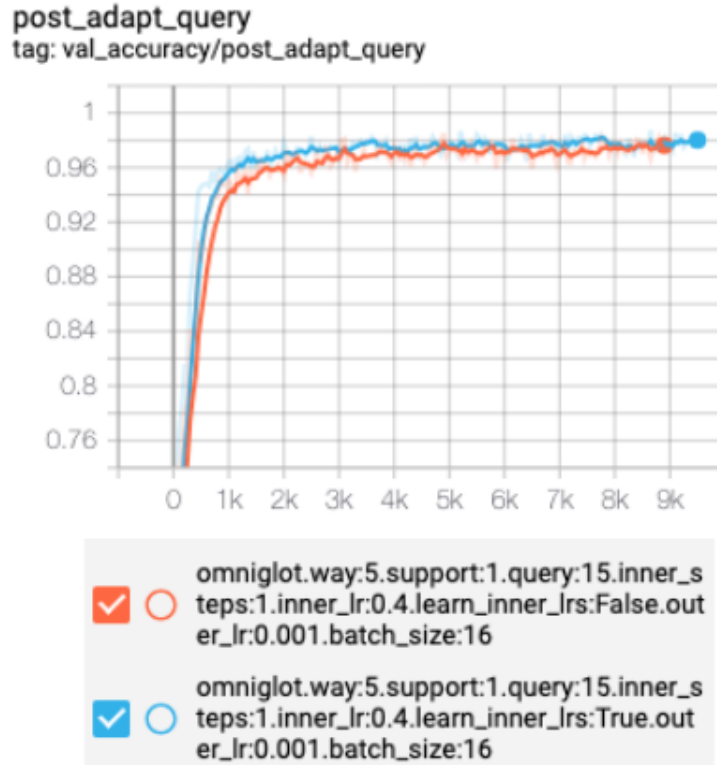 post_adapt_query
tag: val_accuracy/post_adapt_query
1
0.96
0.92
0.88
0.84
0.8
0.76
0 1k 2k 3k 4k 5k 6k 7k 8k 9k
omniglot.way:5.support:1.query:15.inner_s
teps:1.inner_lr:0.4.learn_inner_lrs:False.out
er_lr:0.001.batch_size:16
omniglot.way:5.support:1.query:15.inner_s
teps:1.inner_lr:0.4.learn_inner_lrs:True.out
er_lr:0.001.batch_size:16